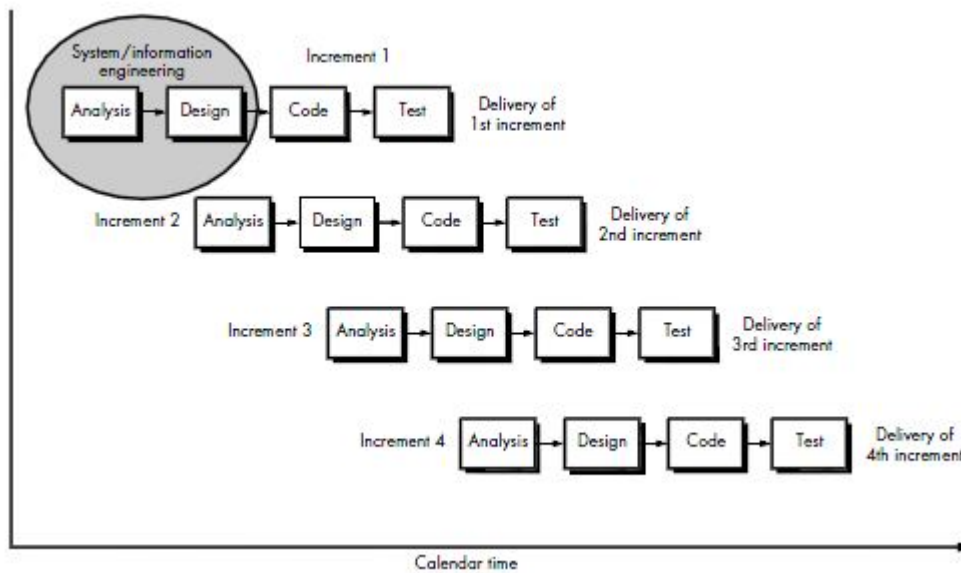 System/information
engineering
Increment 1
Analysis
Design
Code
Test
Delivery of
1st increment
Increment 2
Analysis
Design
Code
Test
Delivery of
2nd increment
Increment 3
Analysis
Design
Code
Test
Delivery of
3rd increment
Increment 4
Analysis
Design
Code
Test
Delivery of
4th increment
Calendar time